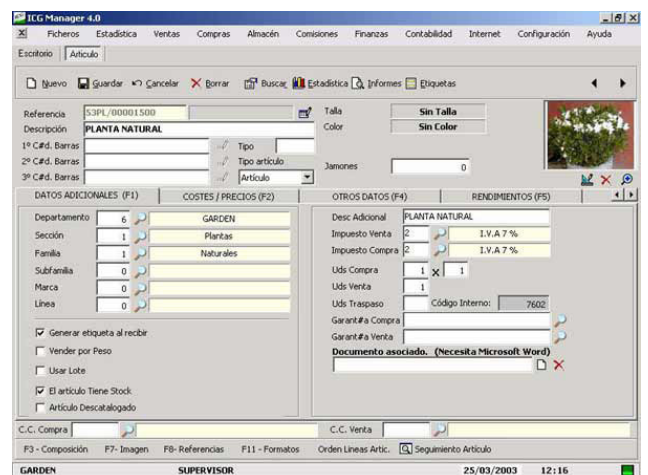 ICG Manager 4.0
Ficheros Estadística Ventas Compras Almacén Comisiones Finanzas Contabilidad Internet Configuración Ayuda
Escritorio Artículo
Nuevo Guardar Cancelar Borrar Buscar Estadistica Informes Etiquetas
Referencia 53PL/00001500 Talla Sin Talla
Descripción PLANTA NATURAL Color Sin Color
1º C#d. Barras Tipo
2º C#d. Barras Tipo artículo Jamones 0
3º C#d. Barras Artículo
DATOS ADICIONALES (F1) COSTES / PRECIOS (F2) OTROS DATOS (F4) RENDIMIENTOS (F5)
Departamento 6 GARDEN
Sección 1 Plantas
Familia 1 Naturales
Subfamilia 0
Marca 0
Línea 0
Generar etiqueta al recibir
Vender por Peso
Usar Lote
El artículo Tiene Stock
Artículo Descatalogado
Desc Adicional PLANTA NATURAL
Impuesto Venta 2 I.V.A 7 %
Impuesto Compra 2 I.V.A 7 %
Uds Compra 1 X 1
Uds Venta 1
Uds Traspaso Código Interno: 7602
Garant#a Compra
Garant#a Venta
Documento asociado. (Necesita Microsoft Word)
C.C. Compra C.C. Venta
F3 - Composición F7- Imagen F8- Referencias F11 - Formatos Orden Lineas Artic. Seguimiento Artículo
GARDEN SUPERVISOR 25/03/2003 12:16